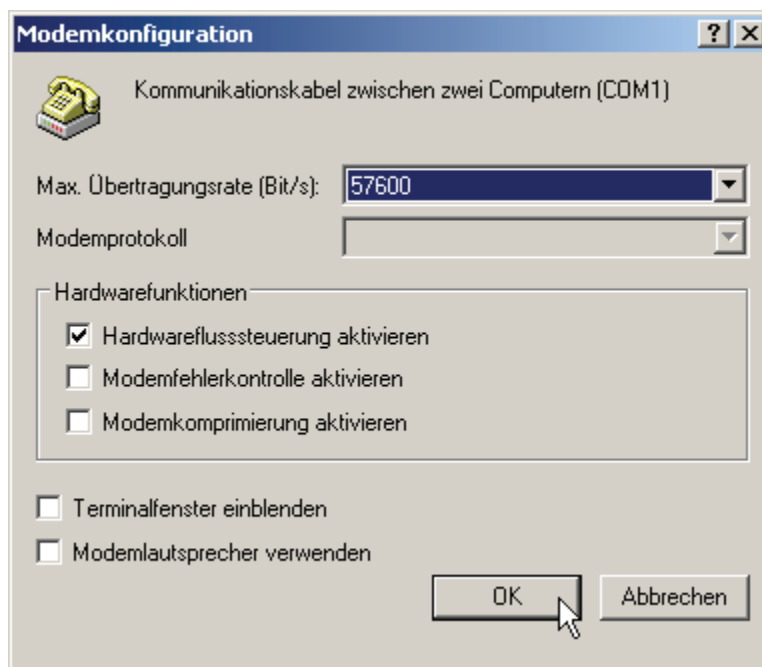 Modemkonfiguration
Kommunikationskabel zwischen zwei Computern (COM1)
Max. Übertragungsrate (Bit/s): 57600
Modemprotokoll
Hardwarefunktionen
Hardwareflusssteuerung aktivieren
Modemfehlerkontrolle aktivieren
Modemkomprimierung aktivieren
Terminalfenster einblenden
Modemlautsprecher verwenden
OK Abbrechen